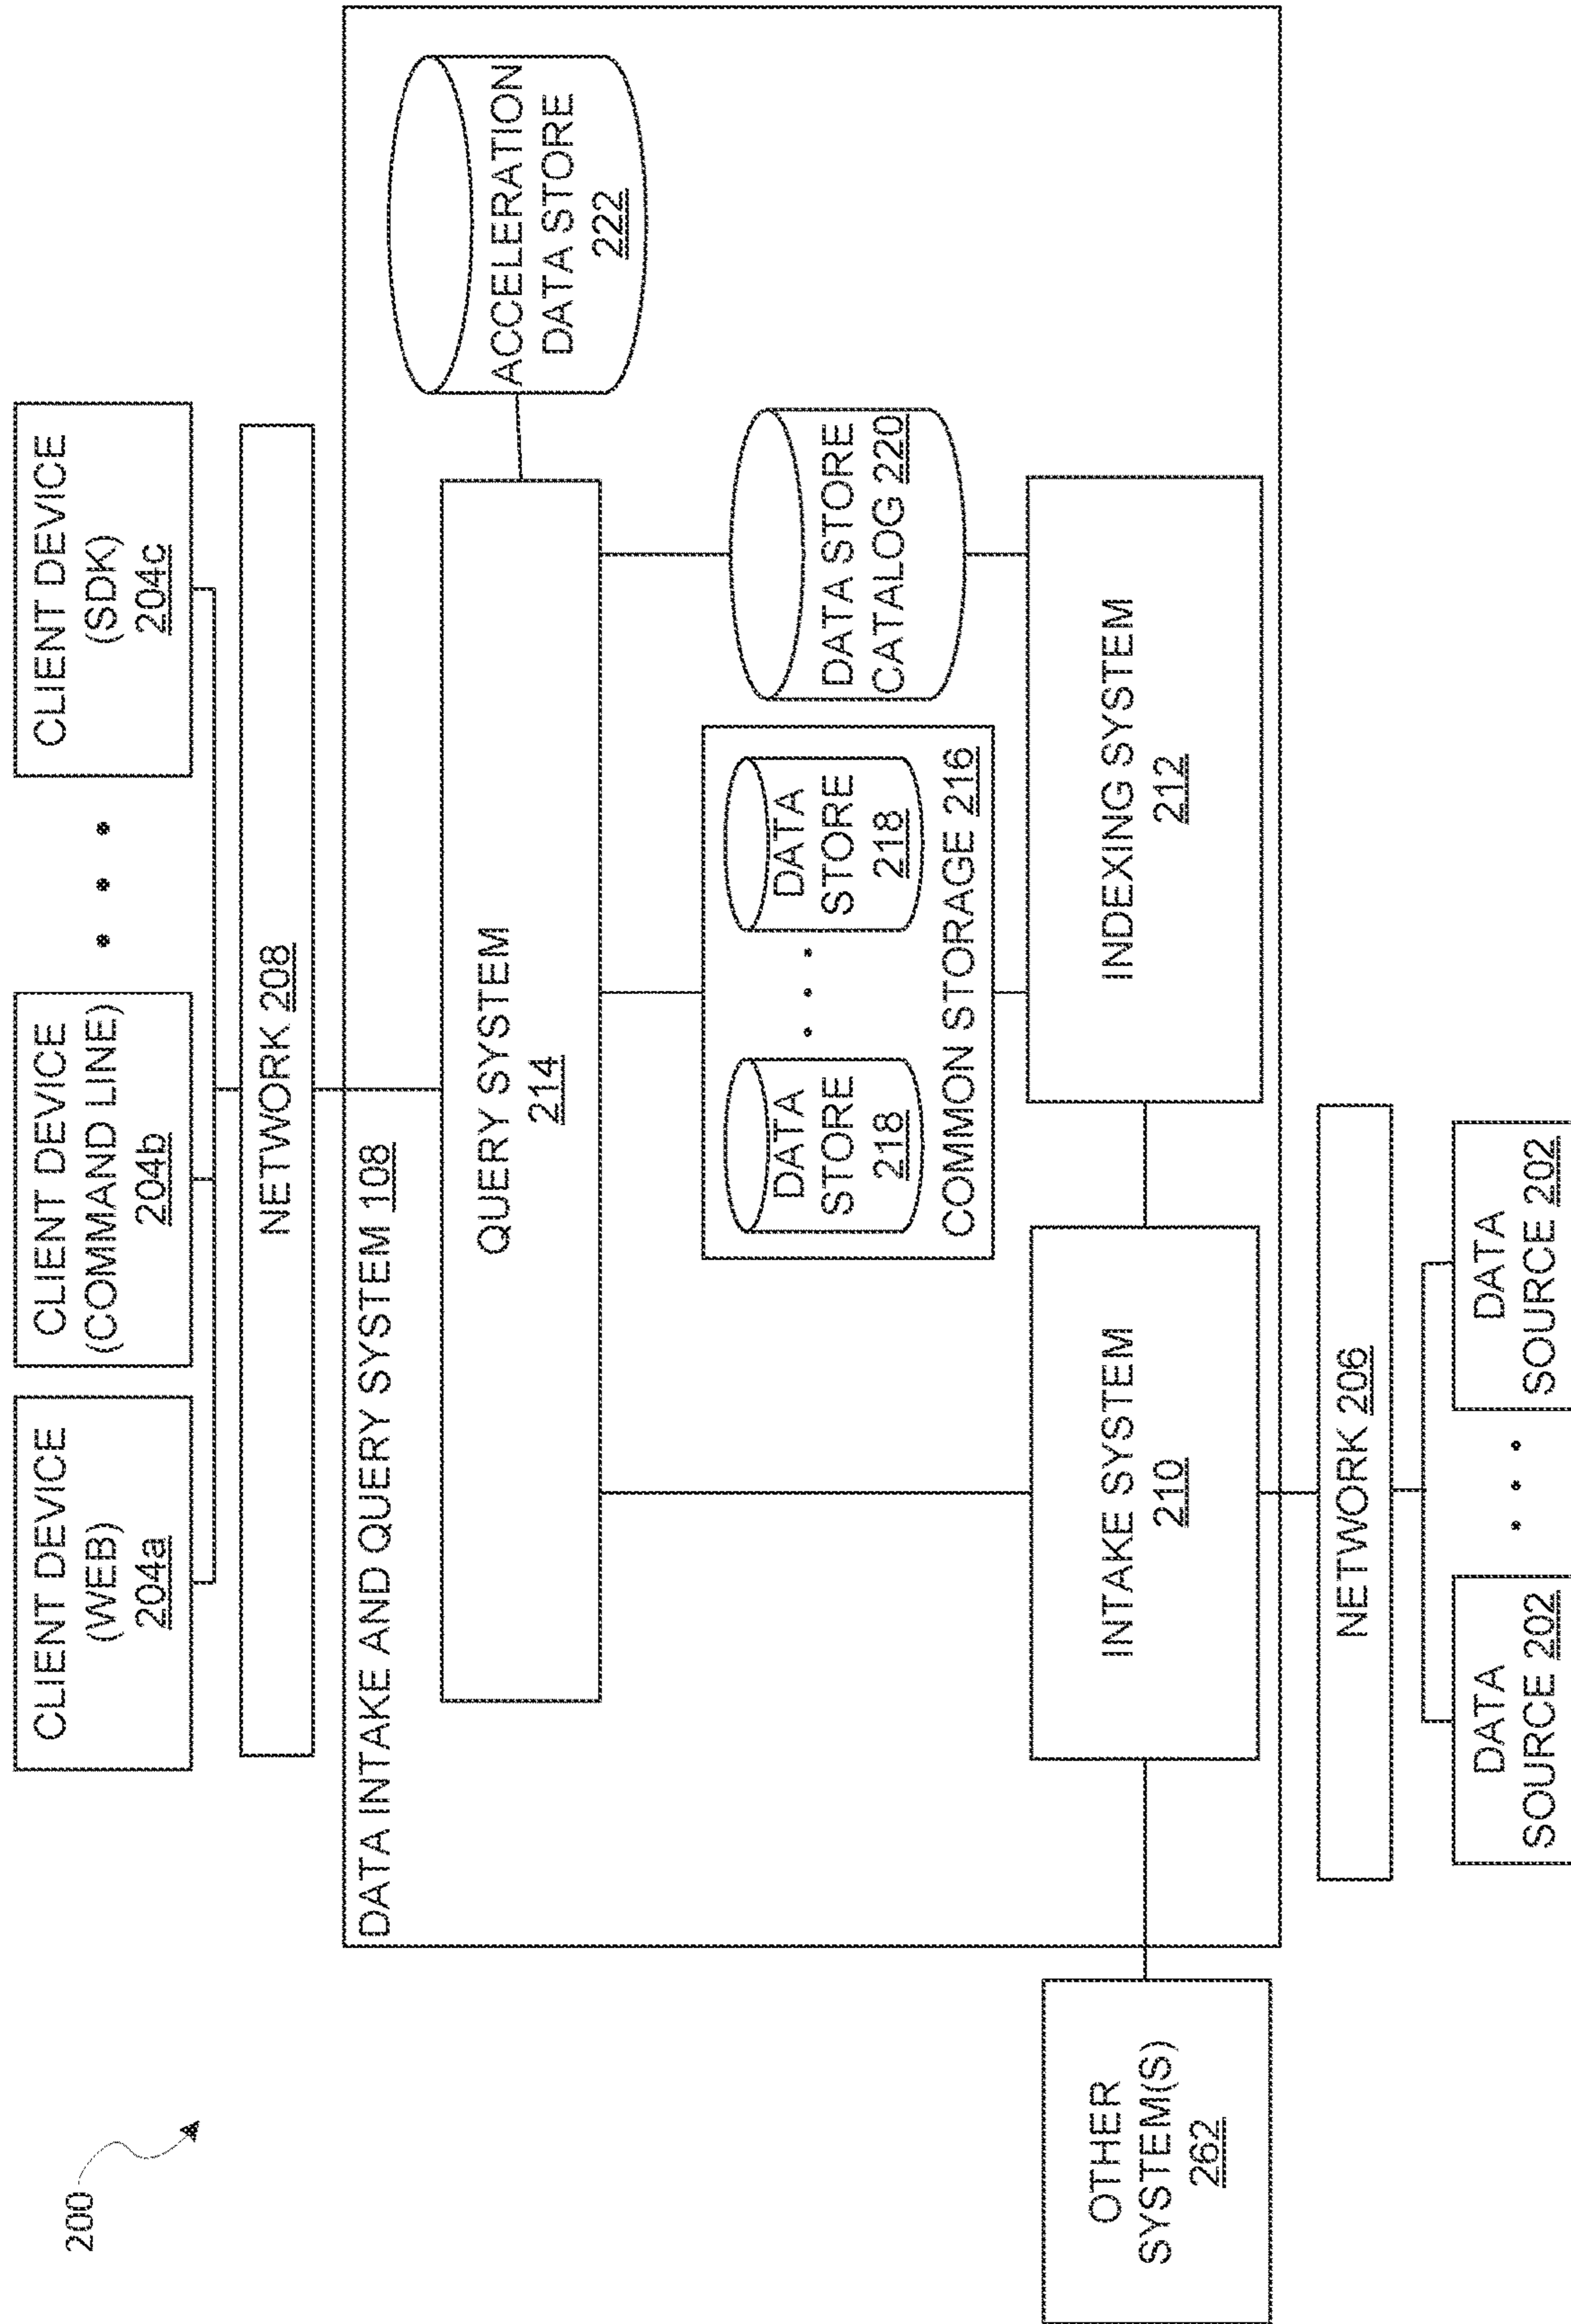 200
CLIENT DEVICE
(WEB)
204a
CLIENT DEVICE
(COMMAND LINE)
204b
CLIENT DEVICE
(SDK)
204c
NETWORK 208
DATA INTAKE AND QUERY SYSTEM 108
QUERY SYSTEM
214
ACCELERATION
DATA STORE
222
DATA
STORE
218
DATA
STORE
218
COMMON STORAGE 216
DATA STORE
CATALOG 220
OTHER
SYSTEM(S)
262
INTAKE SYSTEM
210
INDEXING SYSTEM
212
NETWORK 206
DATA
SOURCE 202
DATA
SOURCE 202